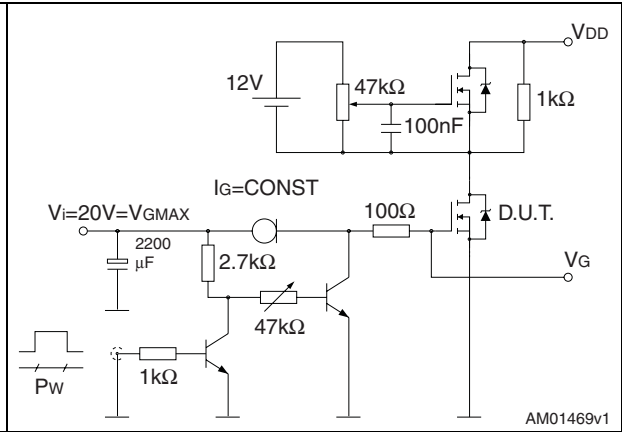 VDD
12V
47kΩ
1kΩ
100nF
IG=CONST
Vi=20V=VGMAX
100Ω
D.U.T.
2200
μF
2.7kΩ
VG
47kΩ
1kΩ
PW
AM01469v1